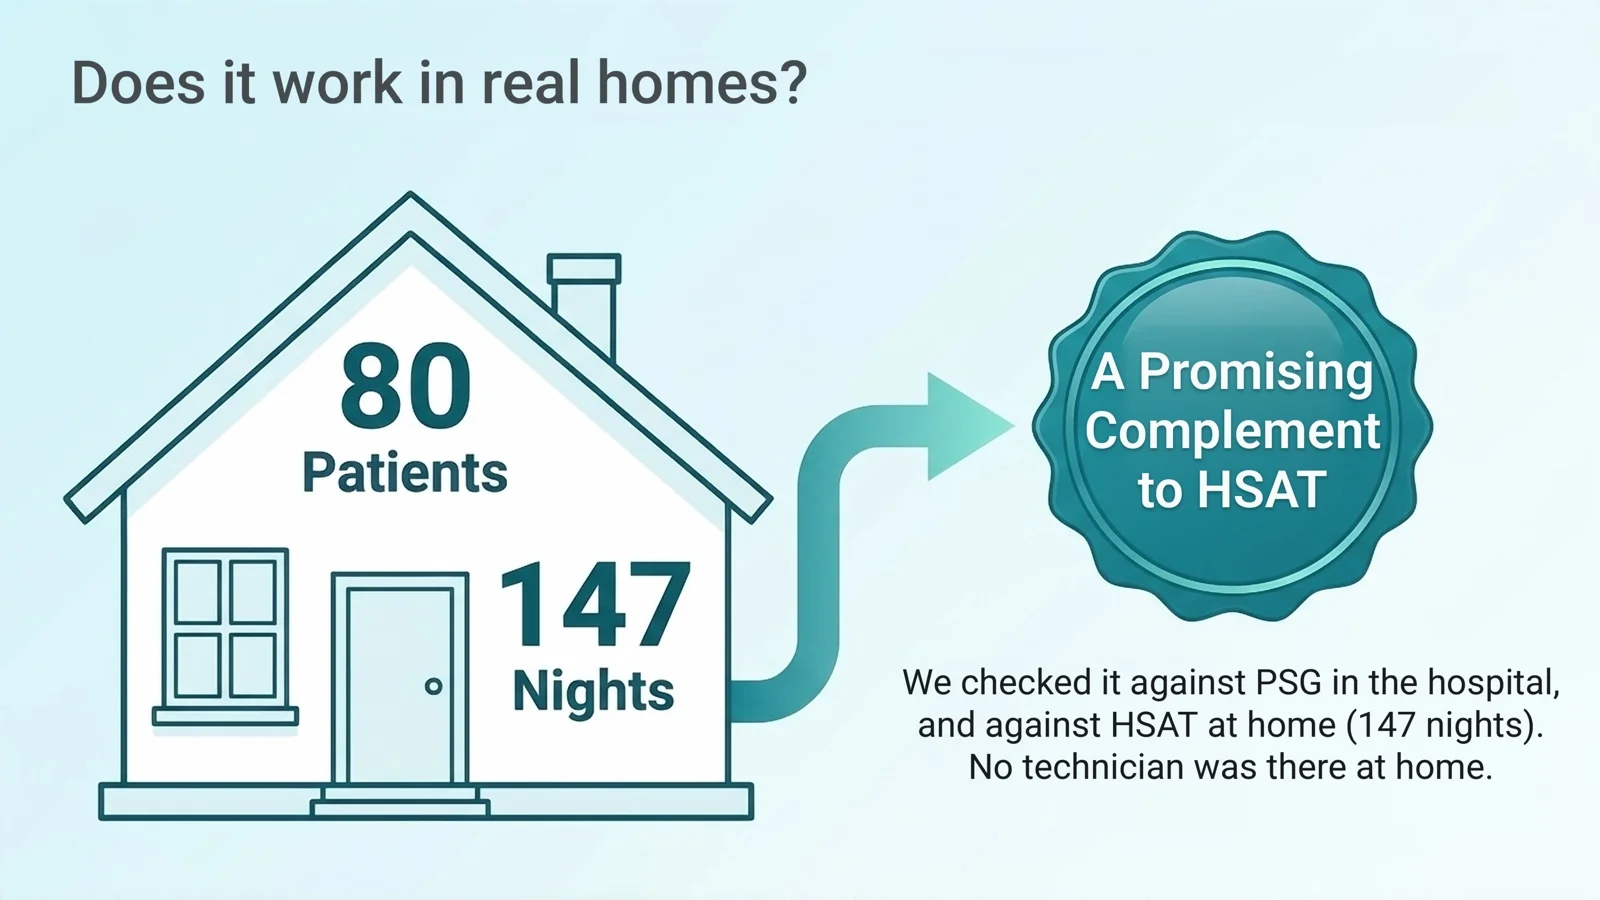 Does it work in real homes?
80
Patients
147
Nights
A Promising
Complement
to HSAT
We checked it against PSG in the hospital,
and against HSAT at home (147 nights).
No technician was there at home.